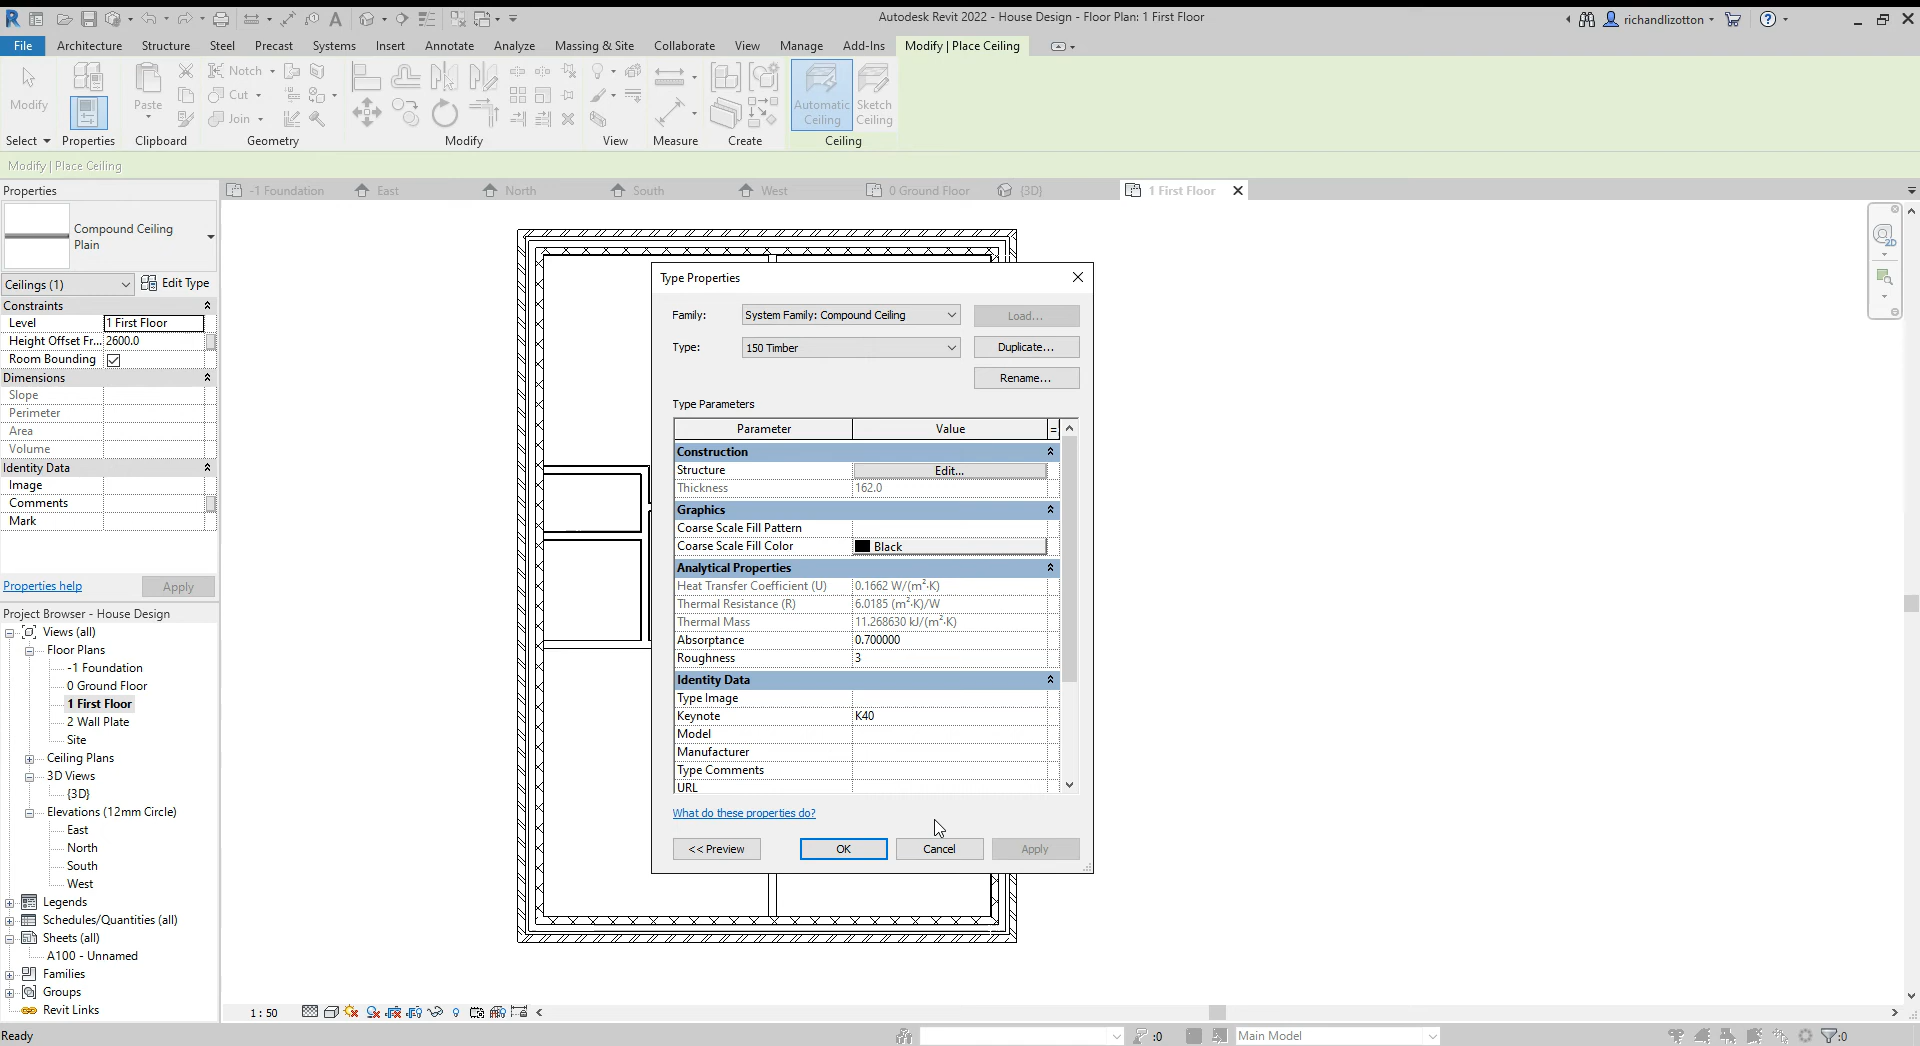 Autodesk Revit 2022 - House Design - Floor Plan: 1 First Floor
richandlizotton
File Architecture Structure Steel Precast Systems Insert Annotate Analyze Massing & Site Collaborate View Manage Add-Ins Modify | Place Ceiling
Modify
Paste
Notch
Cut
Join
Automatic Ceiling
Sketch Ceiling
Select Properties Clipboard Geometry Modify View Measure Create Ceiling
Modify | Place Ceiling
Properties
-1 Foundation East North South West 0 Ground Floor {3D} 1 First Floor
Compound Ceiling
Plain
Ceilings (1) Edit Type
Constraints
Level 1 First Floor
Height Offset Fr... 2600.0
Room Bounding
Dimensions
Slope
Perimeter
Area
Volume
Identity Data
Image
Comments
Mark
Properties help Apply
Project Browser - House Design
Views (all)
Floor Plans
-1 Foundation
0 Ground Floor
1 First Floor
2 Wall Plate
Site
Ceiling Plans
3D Views
{3D}
Elevations (12mm Circle)
East
North
South
West
Legends
Schedules/Quantities (all)
Sheets (all)
A100 - Unnamed
Families
Groups
Revit Links
Type Properties
Family: System Family: Compound Ceiling Load...
Type: 150 Timber Duplicate...
Rename...
Type Parameters
Parameter Value =
Construction
Structure Edit...
Thickness 162.0
Graphics
Coarse Scale Fill Pattern
Coarse Scale Fill Color Black
Analytical Properties
Heat Transfer Coefficient (U) 0.1662 W/(m²·K)
Thermal Resistance (R) 6.0185 (m²·K)/W
Thermal Mass 11.268630 kJ/(m²·K)
Absorptance 0.700000
Roughness 3
Identity Data
Type Image
Keynote K40
Model
Manufacturer
Type Comments
URL
What do these properties do?
<< Preview OK Cancel Apply
2D
1 : 50
Ready :0 Main Model :0